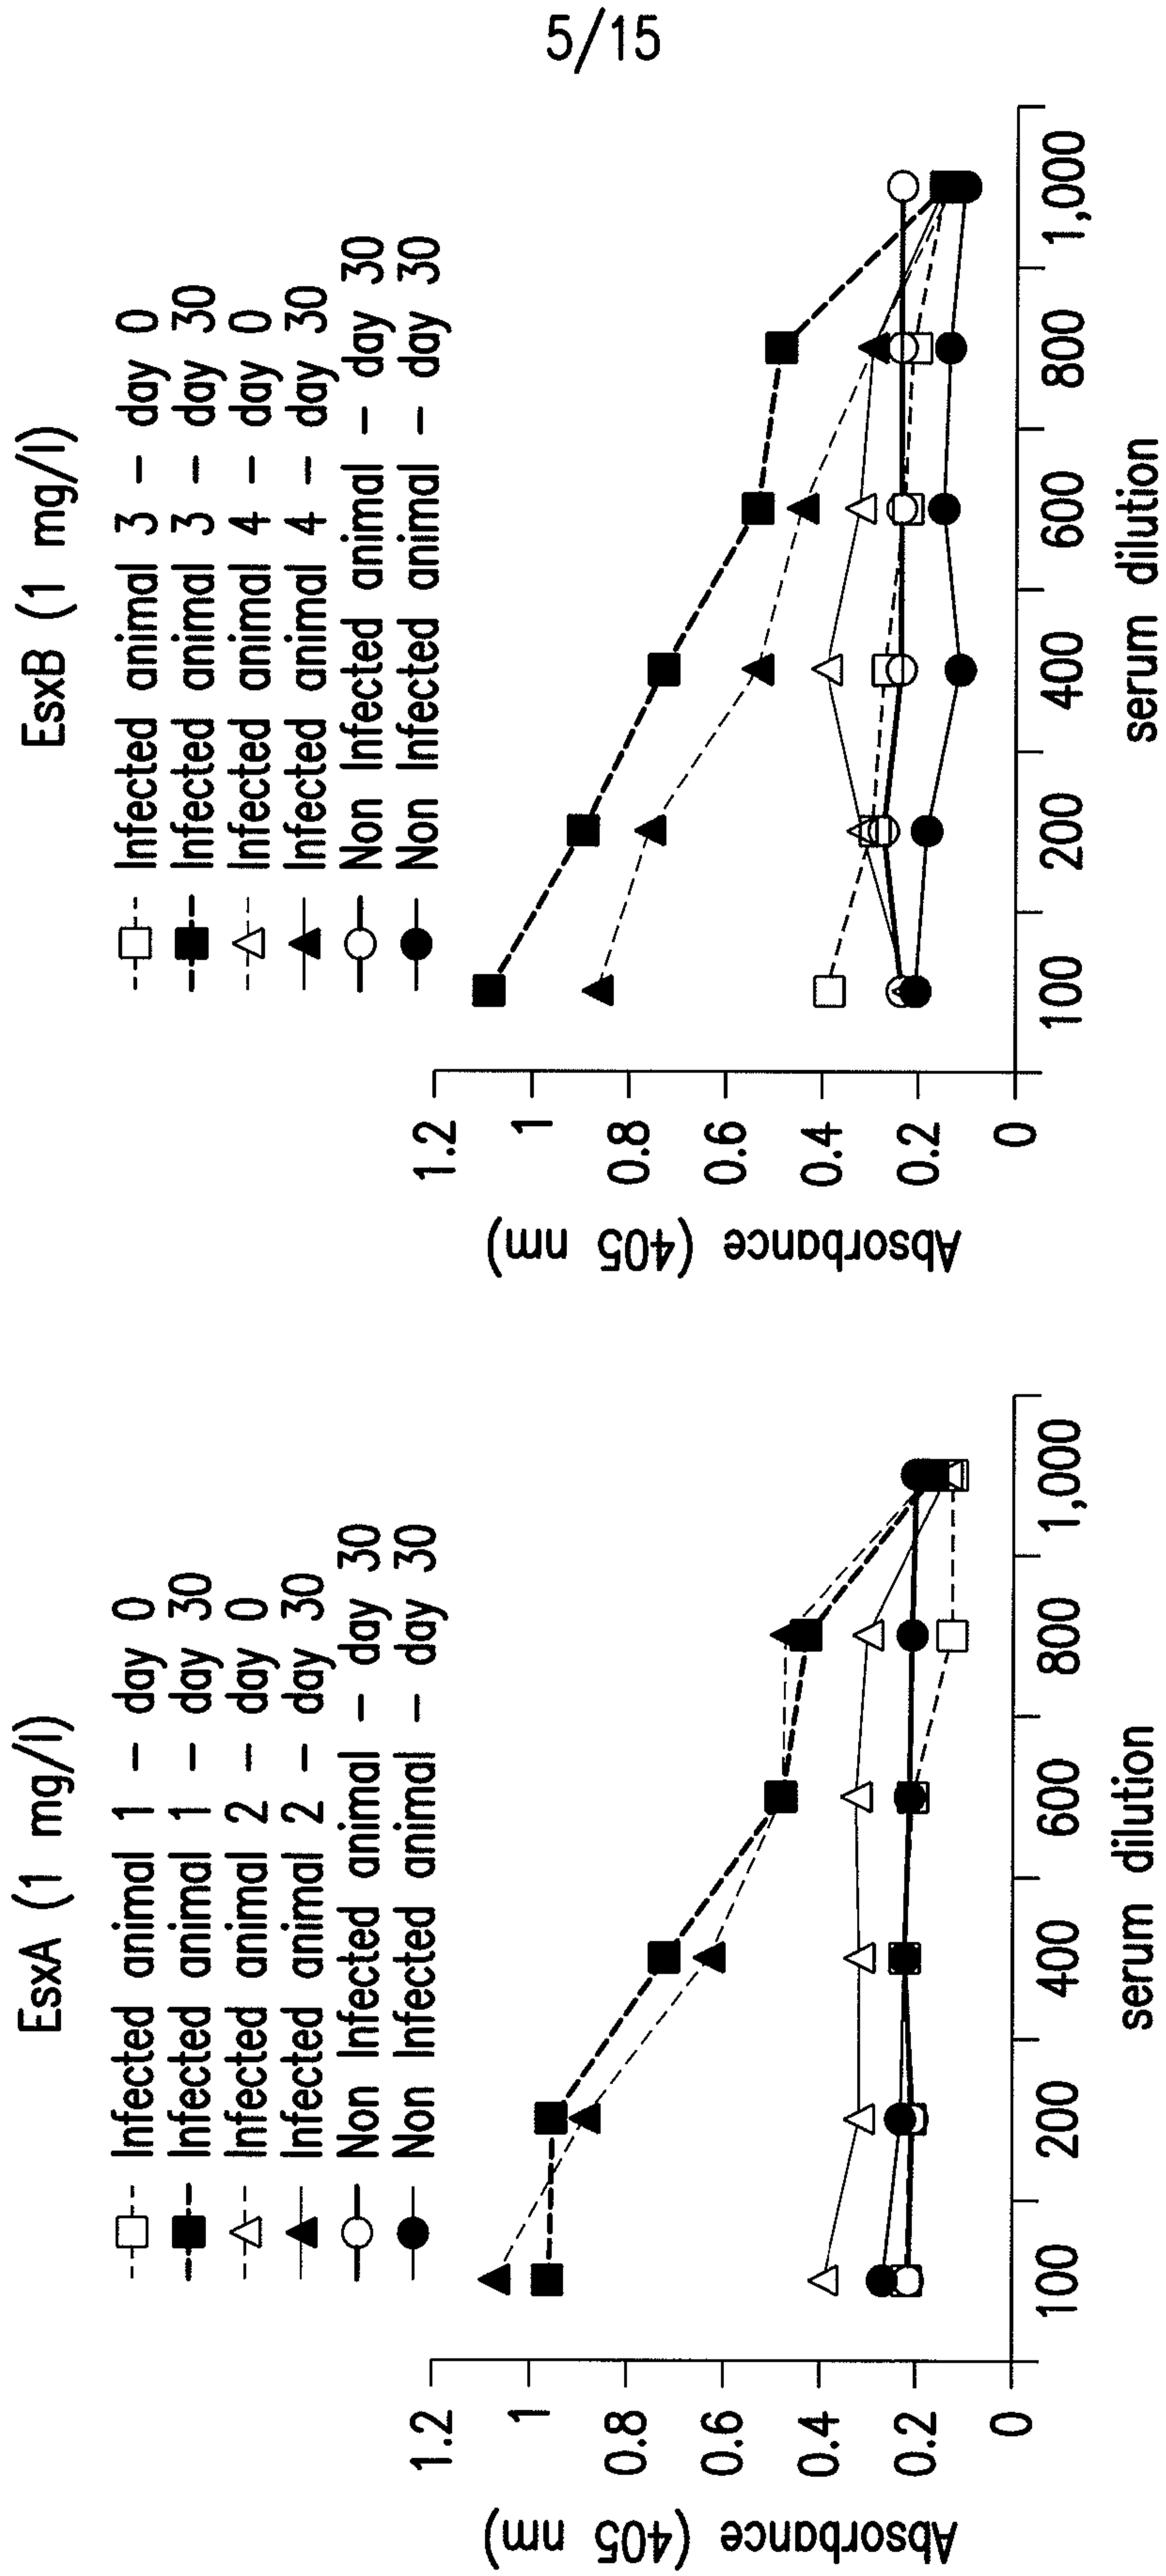 5/15
EsxA (1 mg/l)
Infected animal 1 – day 0
Infected animal 1 – day 30
Infected animal 2 – day 0
Infected animal 2 – day 30
Non Infected animal – day 30
Non Infected animal – day 30
Absorbance (405 nm)
1.2
1
0.8
0.6
0.4
0.2
0
100 200 400 600 800 1,000
serum dilution
EsxB (1 mg/l)
Infected animal 3 – day 0
Infected animal 3 – day 30
Infected animal 4 – day 0
Infected animal 4 – day 30
Non Infected animal – day 30
Non Infected animal – day 30
Absorbance (405 nm)
1.2
1
0.8
0.6
0.4
0.2
0
100 200 400 600 800 1,000
serum dilution